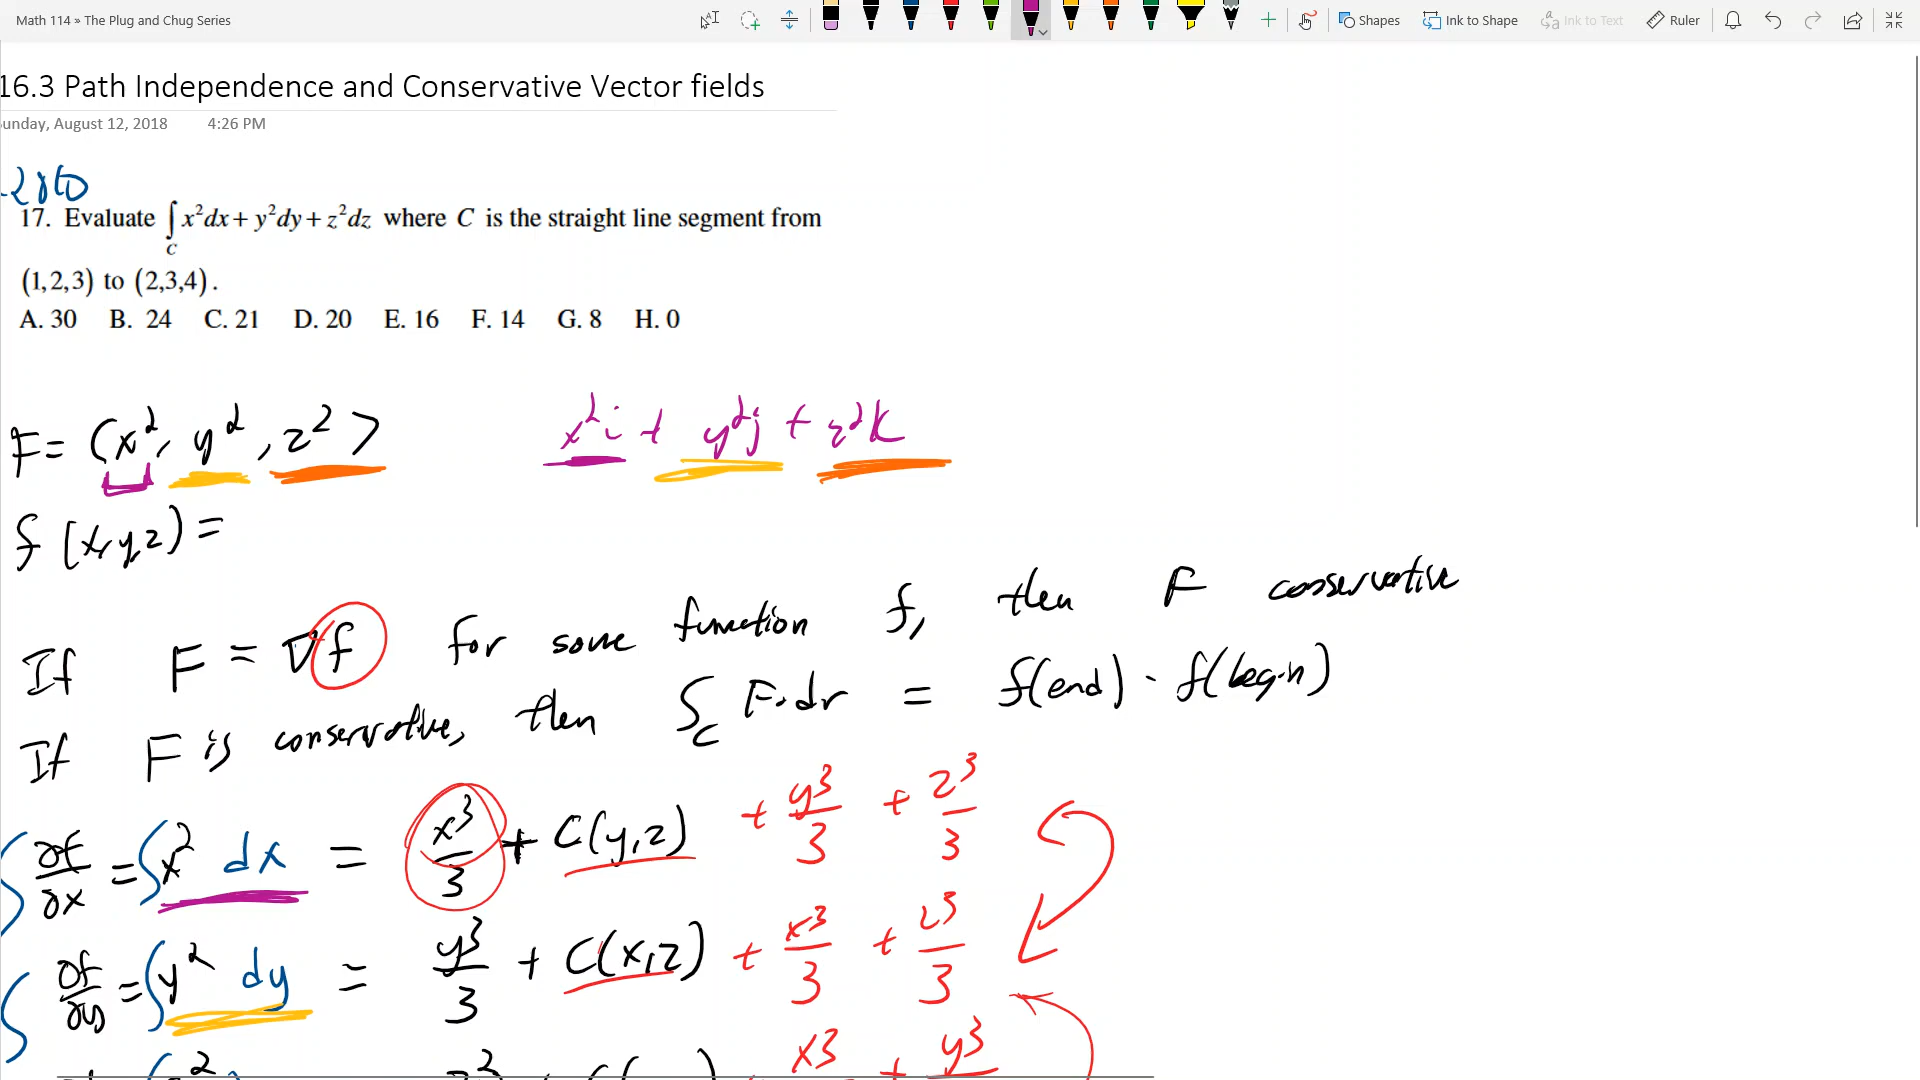 Math 114 » The Plug and Chug Series
Shapes Ink to Shape Ink to Text Ruler
16.3 Path Independence and Conservative Vector fields
unday, August 12, 2018 4:26 PM
17. Evaluate ∫_C x²dx + y²dy + z²dz where C is the straight line segment from
(1,2,3) to (2,3,4).
A. 30 B. 24 C. 21 D. 20 E. 16 F. 14 G. 8 H. 0
F = ⟨x², y², z²⟩ x²i + y²j + z²k
f(x,y,z) =
If F = ∇f for some function f, then F conservative
If F is conservative, then ∫_C F·dr = f(end) - f(begin)
∫ ∂f/∂x = ∫x² dx = x³/3 + C(y,z) + y³/3 + z³/3
∫ ∂f/∂y = ∫y² dy = y³/3 + C(x,z) + x³/3 + z³/3
x3 + y3